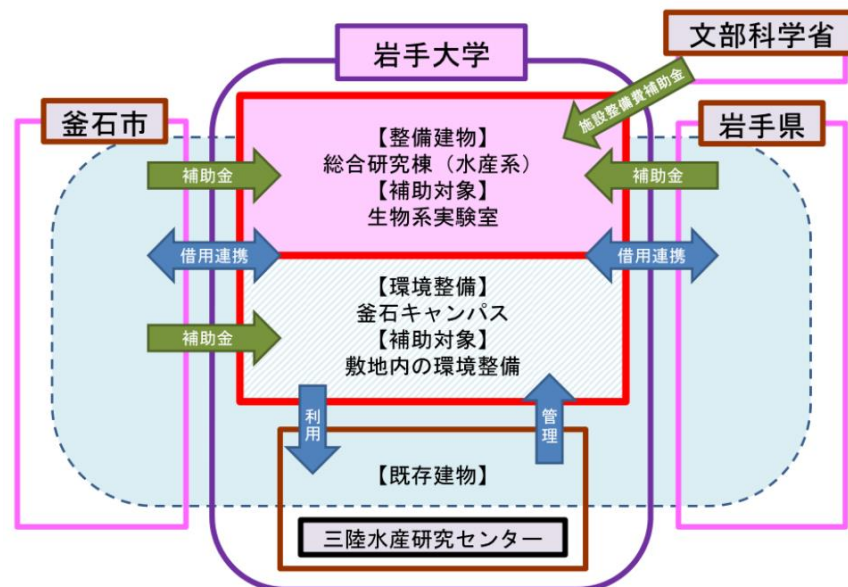 文部科学省
岩手大学
施設整備費補助金
釜石市
岩手県
【整備建物】
総合研究棟（水産系）
【補助対象】
生物系実験室
補助金
補助金
借用連携
借用連携
【環境整備】
釜石キャンパス
【補助対象】
敷地内の環境整備
補助金
利用
管理
【既存建物】
三陸水産研究センター